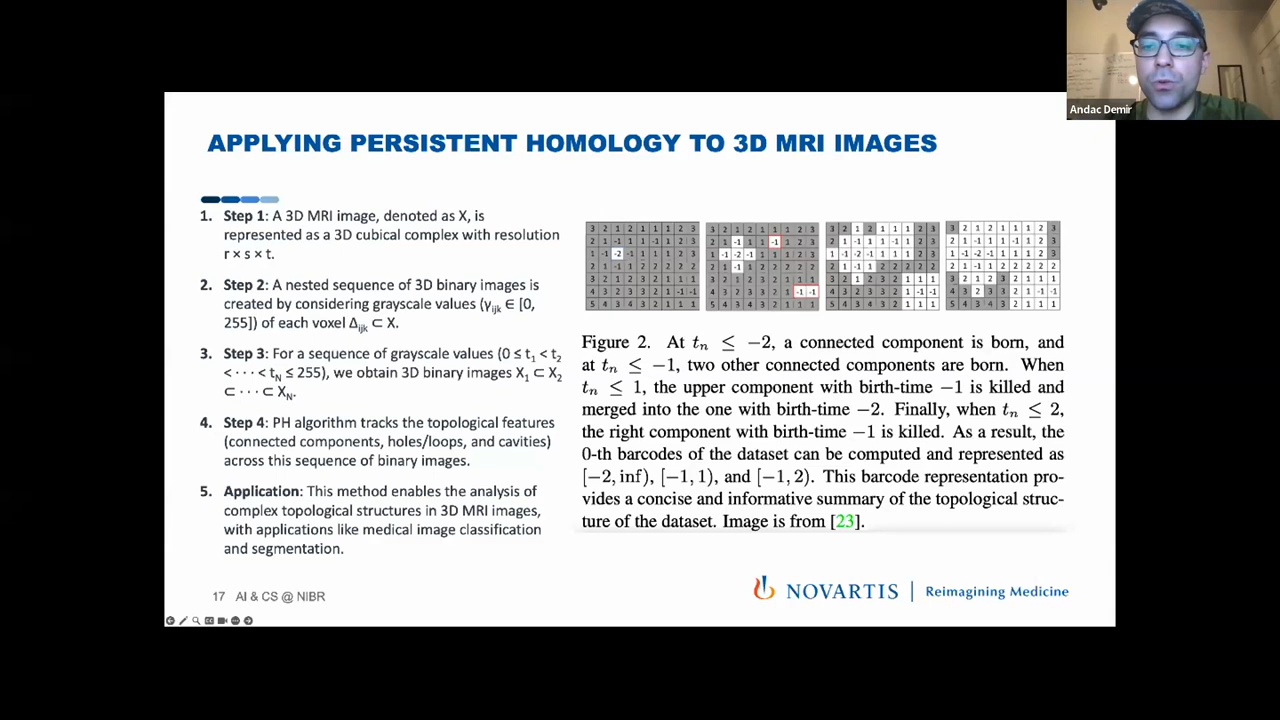 Andac Demir
APPLYING PERSISTENT HOMOLOGY TO 3D MRI IMAGES
1. Step 1: A 3D MRI image, denoted as X, is
represented as a 3D cubical complex with resolution
r × s × t.
2. Step 2: A nested sequence of 3D binary images is
created by considering grayscale values (γijk ∈ [0,
255]) of each voxel Δijk ⊂ X.
3. Step 3: For a sequence of grayscale values (0 ≤ t1 < t2
< · · · < tN ≤ 255), we obtain 3D binary images X1 ⊂ X2
⊂ · · · ⊂ XN.
4. Step 4: PH algorithm tracks the topological features
(connected components, holes/loops, and cavities)
across this sequence of binary images.
5. Application: This method enables the analysis of
complex topological structures in 3D MRI images,
with applications like medical image classification
and segmentation.
Figure 2. At tn ≤ −2, a connected component is born, and
at tn ≤ −1, two other connected components are born. When
tn ≤ 1, the upper component with birth-time −1 is killed and
merged into the one with birth-time −2. Finally, when tn ≤ 2,
the right component with birth-time −1 is killed. As a result, the
0-th barcodes of the dataset can be computed and represented as
[−2, inf), [−1, 1), and [−1, 2). This barcode representation pro-
vides a concise and informative summary of the topological struc-
ture of the dataset. Image is from [23].
17 AI & CS @ NIBR
NOVARTIS | Reimagining Medicine